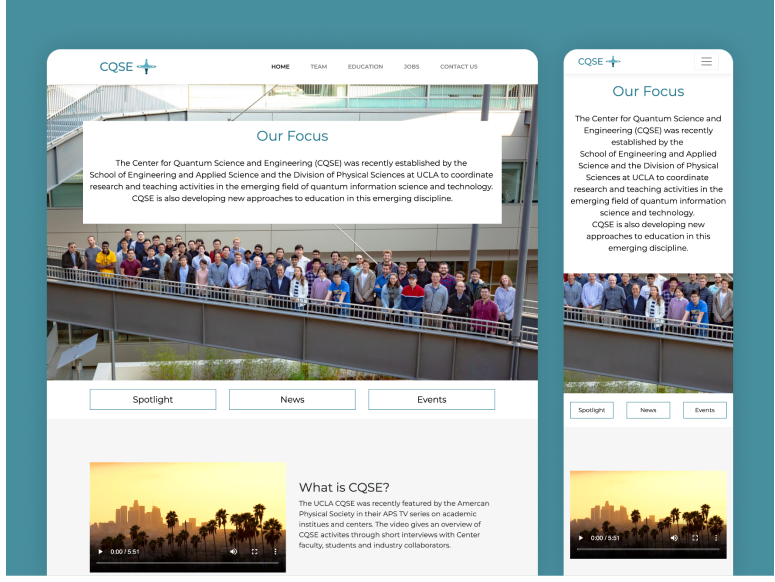 CQSE
HOME TEAM EDUCATION JOBS CONTACT US
Our Focus
The Center for Quantum Science and Engineering (CQSE) was recently established by the
School of Engineering and Applied Science and the Division of Physical Sciences at UCLA to coordinate
research and teaching activities in the emerging field of quantum information science and technology.
CQSE is also developing new approaches to education in this emerging discipline.
Spotlight
News
Events
0:00 / 5:51
What is CQSE?
The UCLA CQSE was recently featured by the Amercan
Physical Society in their APS TV series on academic
institues and centers. The video gives an overview of
CQSE activites through short interviews with Center
faculty, students and industry collaborators.
CQSE
Our Focus
The Center for Quantum Science and
Engineering (CQSE) was recently
established by the
School of Engineering and Applied
Science and the Division of Physical
Sciences at UCLA to coordinate
research and teaching activities in the
emerging field of quantum information
science and technology.
CQSE is also developing new
approaches to education in this
emerging discipline.
Spotlight
News
Events
0:00 / 5:51